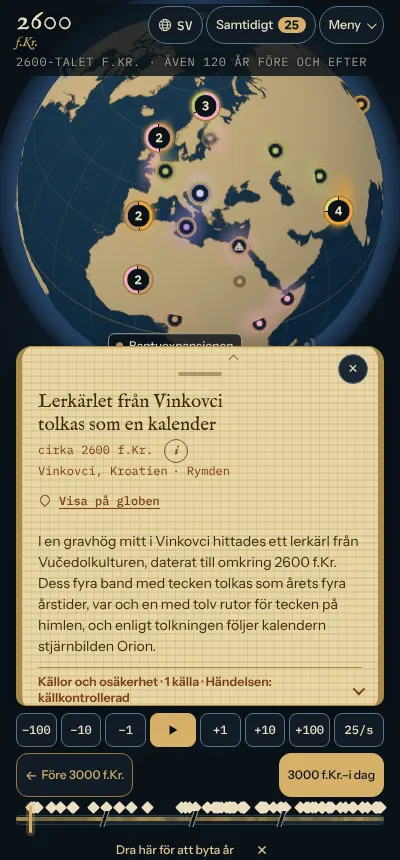 2600
f.Kr.
SV
Samtidigt 25
Meny
2600-TALET F.KR. · ÄVEN 120 ÅR FÖRE OCH EFTER
3
2
2
4
2
Bantuexpansionen
×
Lerkärlet från Vinkovci
tolkas som en kalender
cirka 2600 f.Kr. i
Vinkovci, Kroatien · Rymden
Visa på globen
I en gravhög mitt i Vinkovci hittades ett lerkärl från
Vučedolkulturen, daterat till omkring 2600 f.Kr.
Dess fyra band med tecken tolkas som årets fyra
årstider, var och en med tolv rutor för tecken på
himlen, och enligt tolkningen följer kalendern
stjärnbilden Orion.
Källor och osäkerhet · 1 källa · Händelsen:
källkontrollerad
−100 −10 −1 +1 +10 +100 25/s
← Före 3000 f.Kr.
3000 f.Kr.–i dag
Dra här för att byta år ×